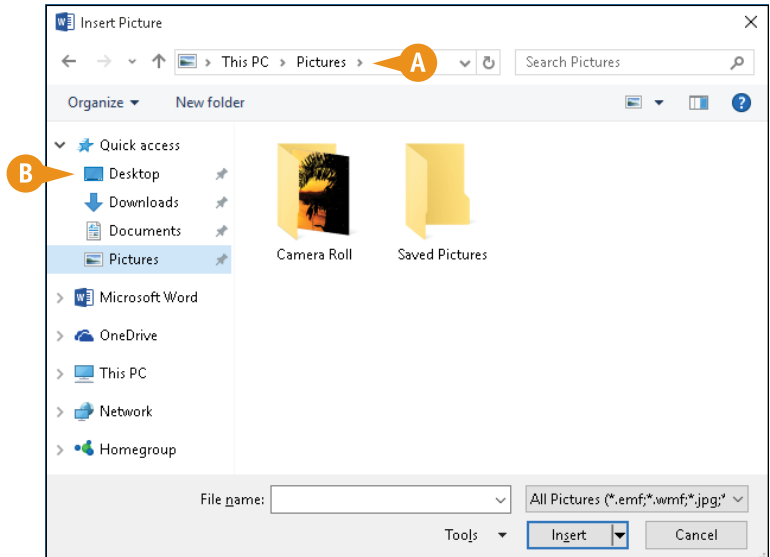 Insert Picture
This PC > Pictures >
A
Search Pictures
Organize
New folder
Quick access
B
Desktop
Downloads
Documents
Pictures
Camera Roll
Saved Pictures
Microsoft Word
OneDrive
This PC
Network
Homegroup
File name:
All Pictures (*.emf;*.wmf;*.jpg;*
Tools
Insert
Cancel